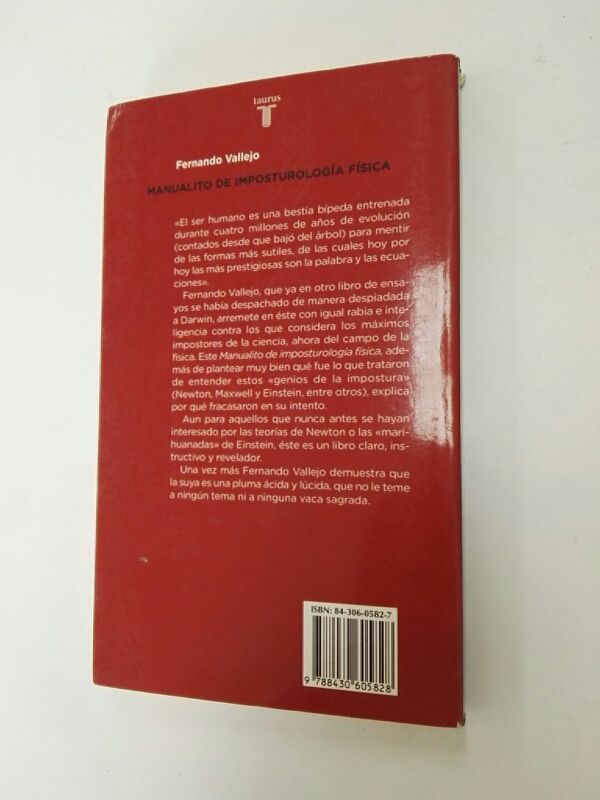 taurus
T
Fernando Vallejo
MANUALITO DE IMPOSTUROLOGÍA FÍSICA
«El ser humano es una bestia bípeda entrenada
durante cuatro millones de años de evolución
(contados desde que bajó del árbol) para mentir
de las formas más sutiles, de las cuales hoy por
hoy las más prestigiosas son la palabra y las ecua-
ciones».
Fernando Vallejo, que ya en otro libro de ensa-
yos se había despachado de manera despiadada
a Darwin, arremete en éste con igual rabia e inte-
ligencia contra los que considera los máximos
impostores de la ciencia, ahora del campo de la
física. Este Manualito de imposturología física, ade-
más de plantear muy bien qué fue lo que trataron
de entender estos «genios de la impostura»
(Newton, Maxwell y Einstein, entre otros), explica
por qué fracasaron en su intento.
Aun para aquellos que nunca antes se hayan
interesado por las teorías de Newton o las «mari-
huanadas» de Einstein, éste es un libro claro, ins-
tructivo y revelador.
Una vez más Fernando Vallejo demuestra que
la suya es una pluma ácida y lúcida, que no le teme
a ningún tema ni a ninguna vaca sagrada.
ISBN: 84-306-0582-7
9 788430 605828